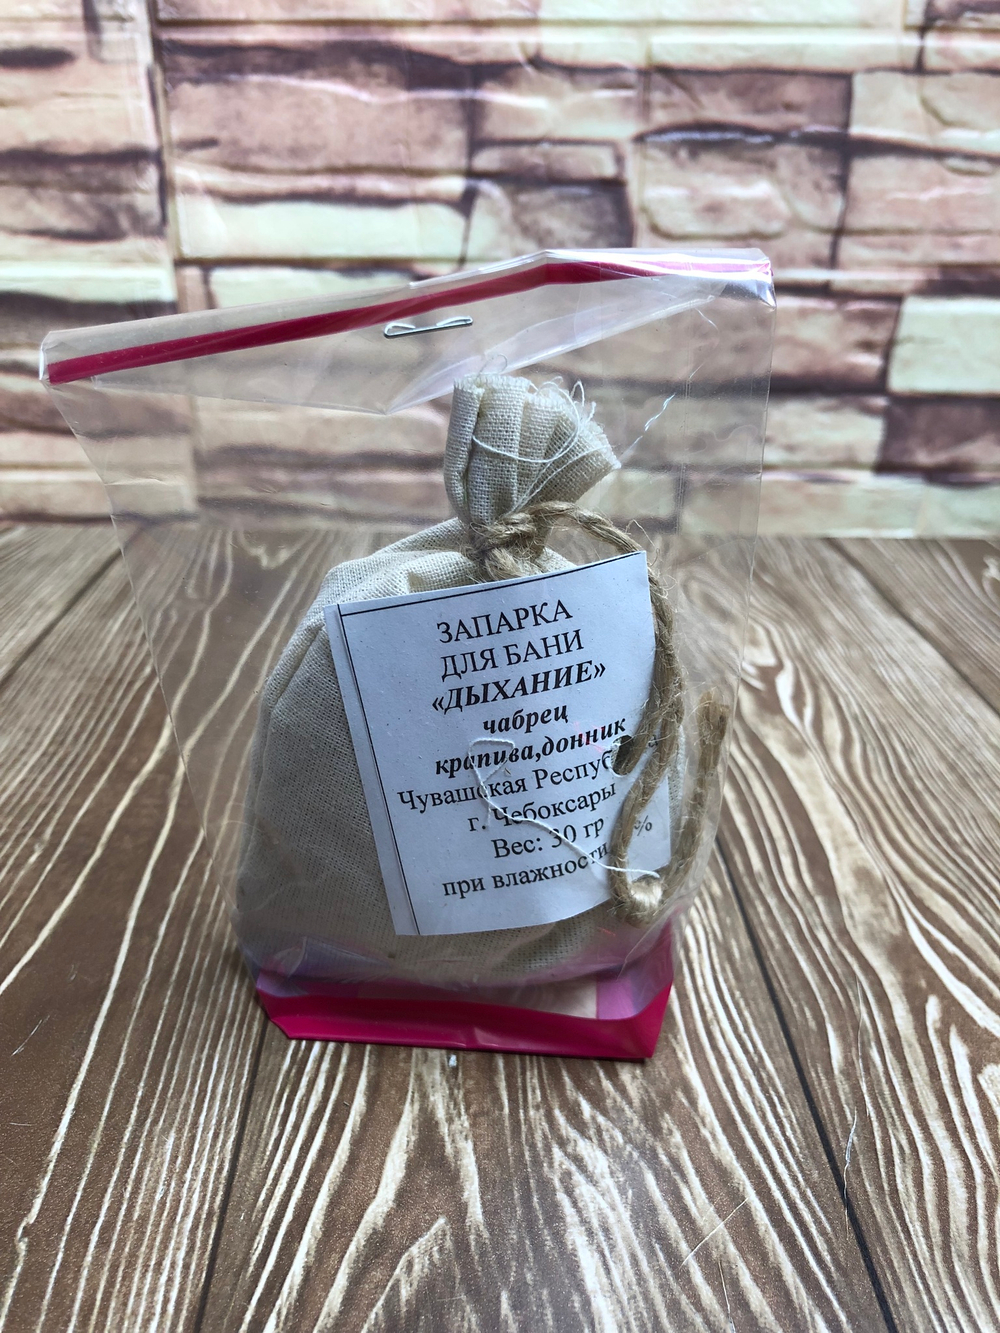 ЗАПАРКА
ДЛЯ БАНИ
«ДЫХАНИЕ»
чабрец
крапива,донник
Чувашская Респуб
г. Чебоксары
Вес: 30 гр
при влажности %